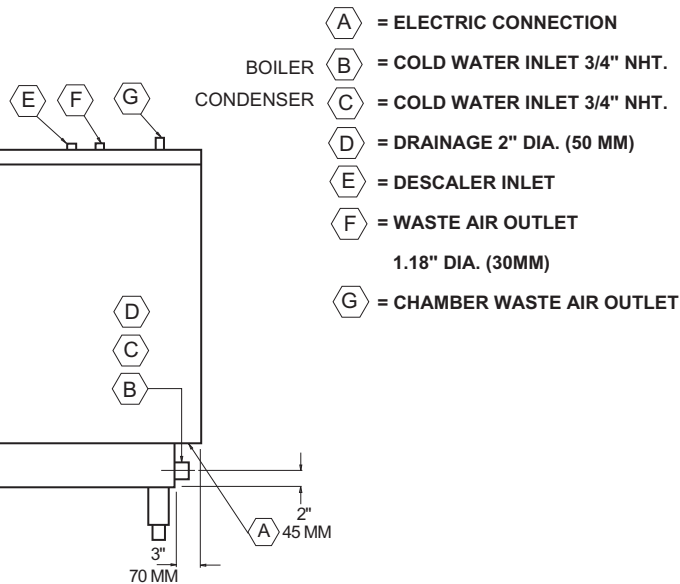 A = ELECTRIC CONNECTION
BOILER B = COLD WATER INLET 3/4" NHT.
CONDENSER C = COLD WATER INLET 3/4" NHT.
D = DRAINAGE 2" DIA. (50 MM)
E = DESCALER INLET
F = WASTE AIR OUTLET
1.18" DIA. (30MM)
G = CHAMBER WASTE AIR OUTLET
E F G
D
C
B
A
2"
45 MM
3"
70 MM